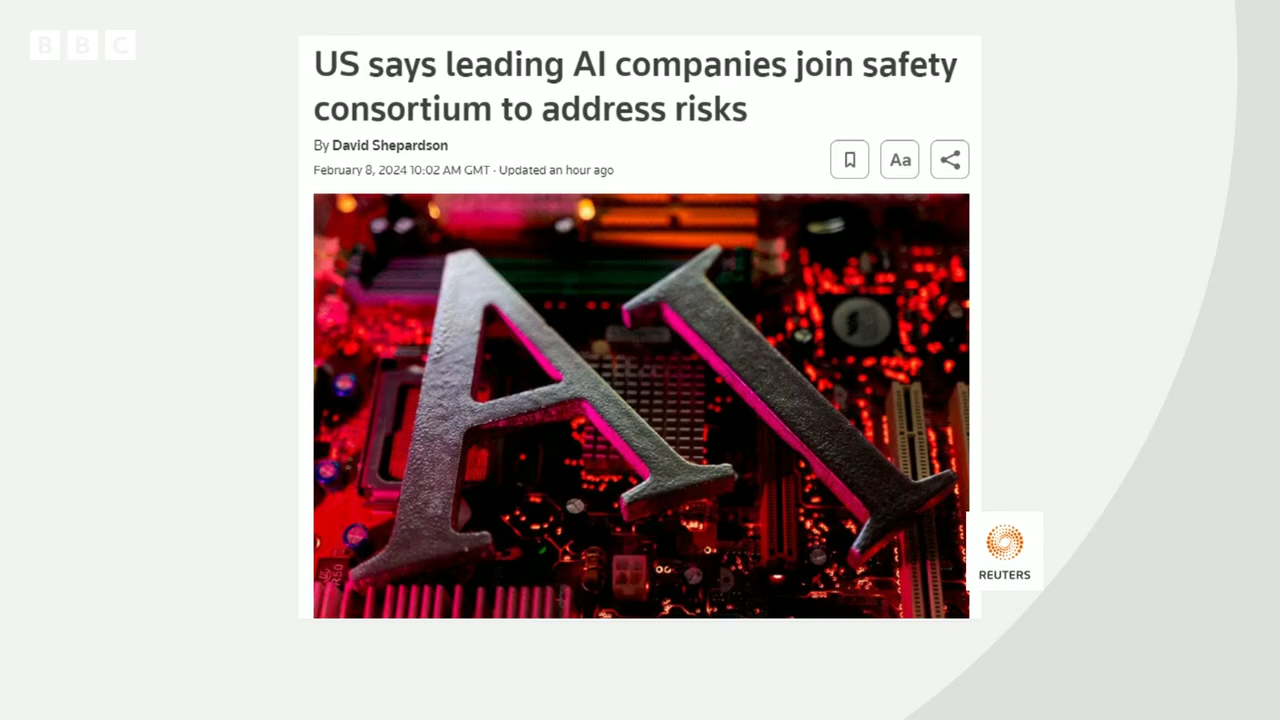 BBC
US says leading AI companies join safety
consortium to address risks
By David Shepardson
February 8, 2024 10:02 AM GMT · Updated an hour ago
Aa
AI
R50
REUTERS